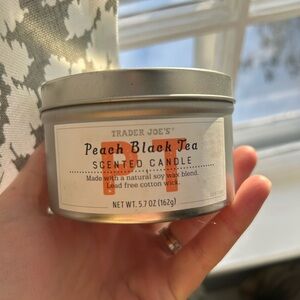 TRADER JOE'S
Peach Black Tea
SCENTED CANDLE
Made with a natural soy wax blend.
Lead free cotton wick.
NET WT. 5.7 OZ (162g)